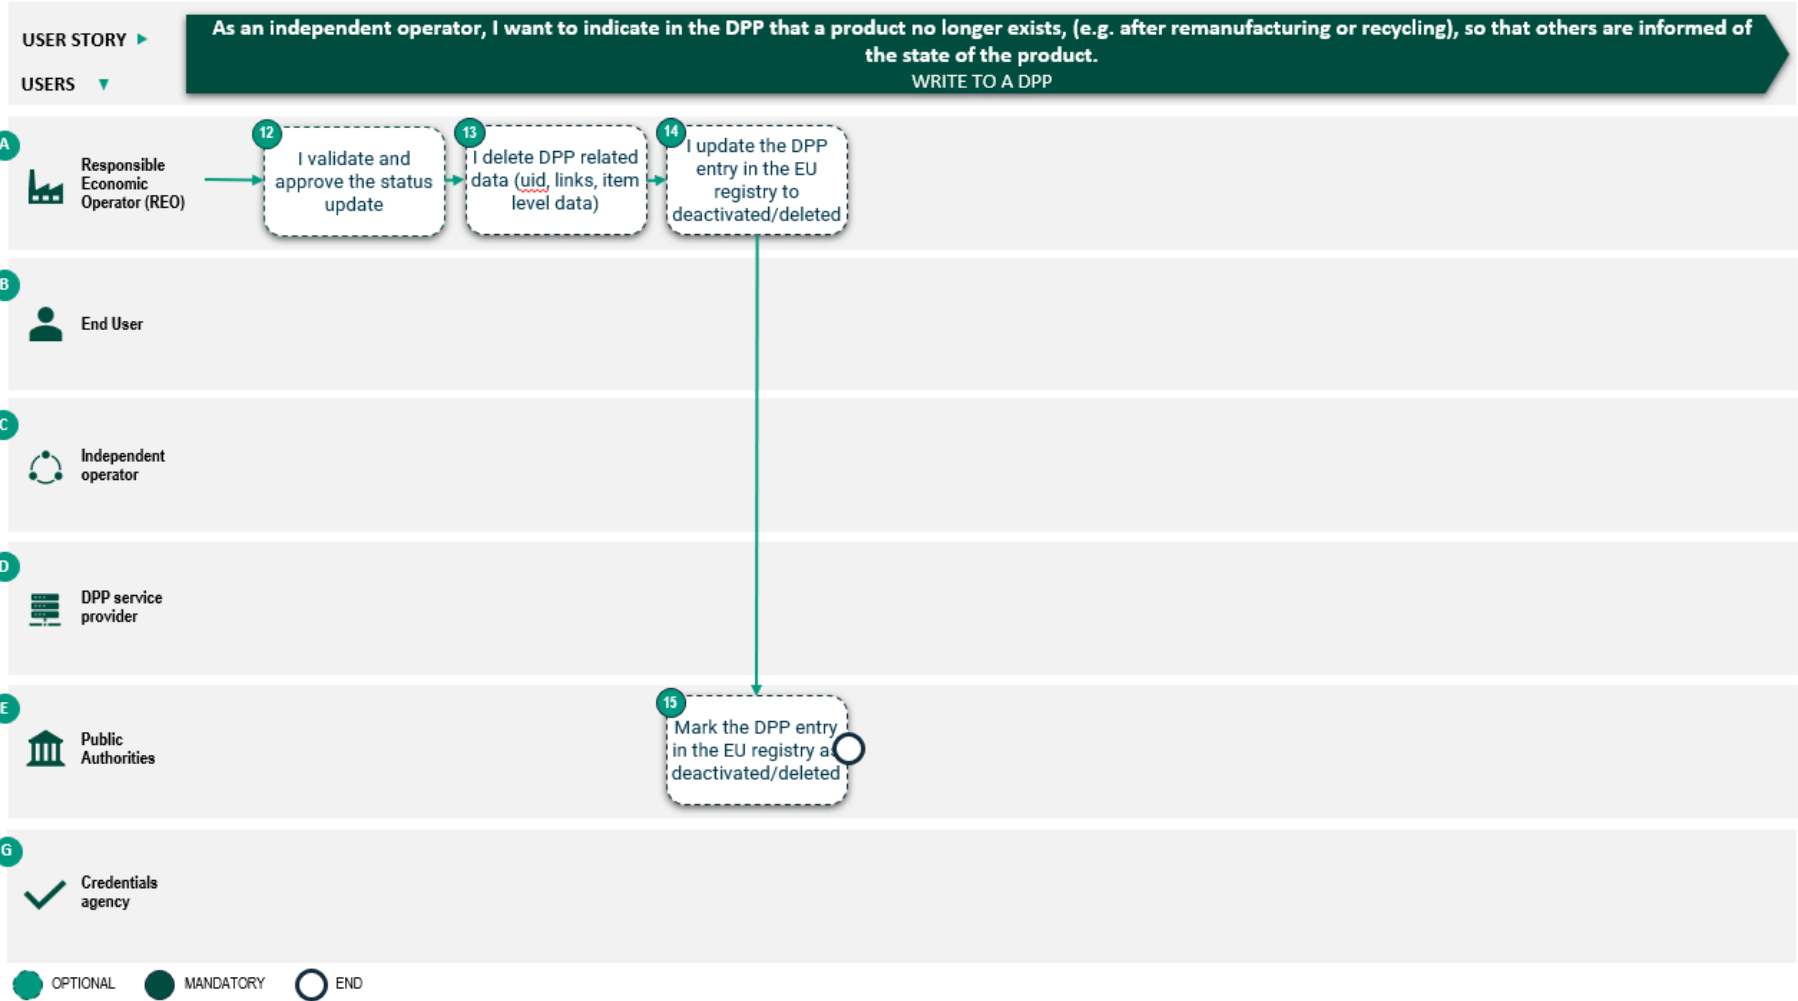 USER STORY
As an independent operator, I want to indicate in the DPP that a product no longer exists, (e.g. after remanufacturing or recycling), so that others are informed of
the state of the product.
WRITE TO A DPP
USERS
A
Responsible
Economic
Operator (REO)
12
I validate and
approve the status
update
13
I delete DPP related
data (uid, links, item
level data)
14
I update the DPP
entry in the EU
registry to
deactivated/deleted
B
End User
C
Independent
operator
D
DPP service
provider
E
Public
Authorities
15
Mark the DPP entry
in the EU registry as
deactivated/deleted
G
Credentials
agency
OPTIONAL
MANDATORY
END